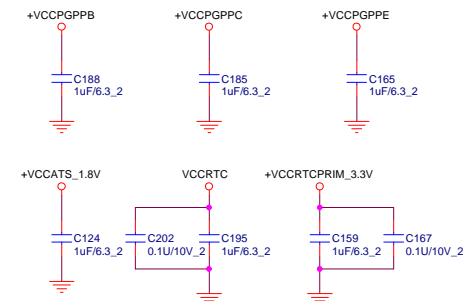 +VCCPGPPB
+VCCPGPPC
+VCCPGPPE
C188
1uF/6.3_2
C185
1uF/6.3_2
C165
1uF/6.3_2
+VCCATS_1.8V
VCCRTC
+VCCRTCPRIM_3.3V
C124
1uF/6.3_2
C202
0.1U/10V_2
C195
1uF/6.3_2
C159
1uF/6.3_2
C167
0.1U/10V_2